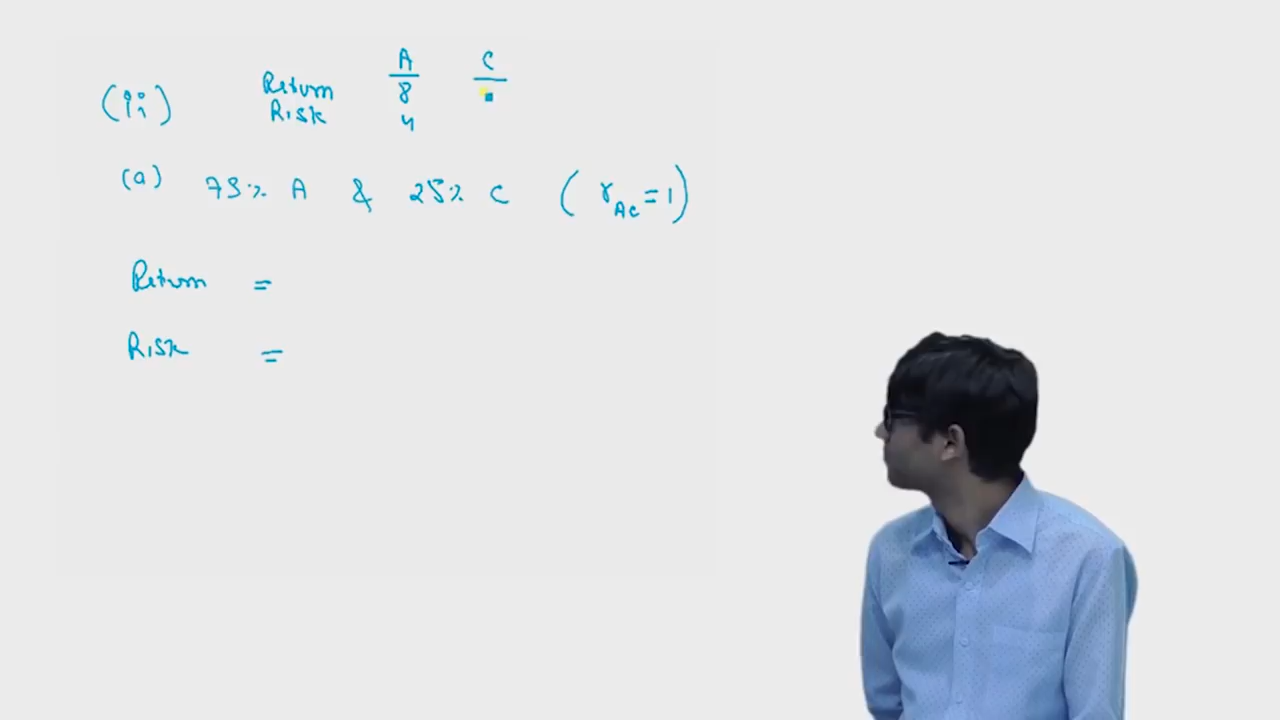 A C
(ii) Return 8
Risk 4
(a) 75% A & 25% C (r_AC = 1)
Return =
Risk =